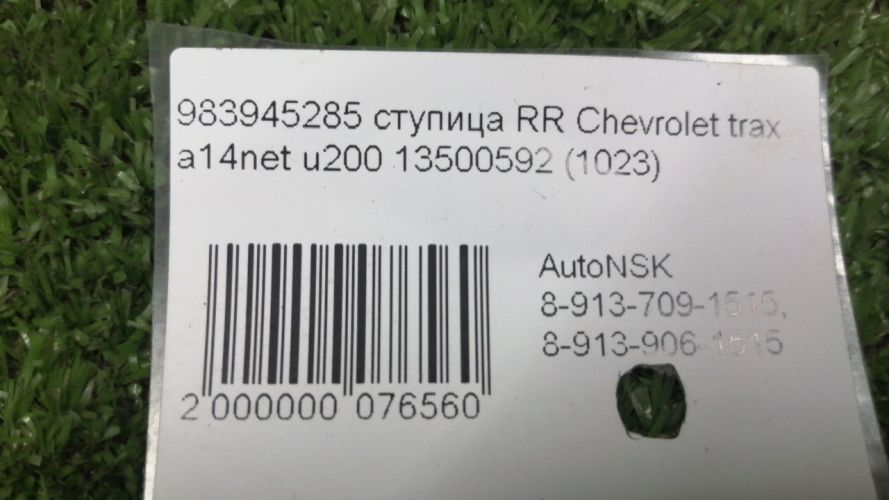 983945285 ступица RR Chevrolet trax
a14net u200 13500592 (1023)
AutoNSK
8-913-709-1515,
8-913-906-1515
2 000000 076560